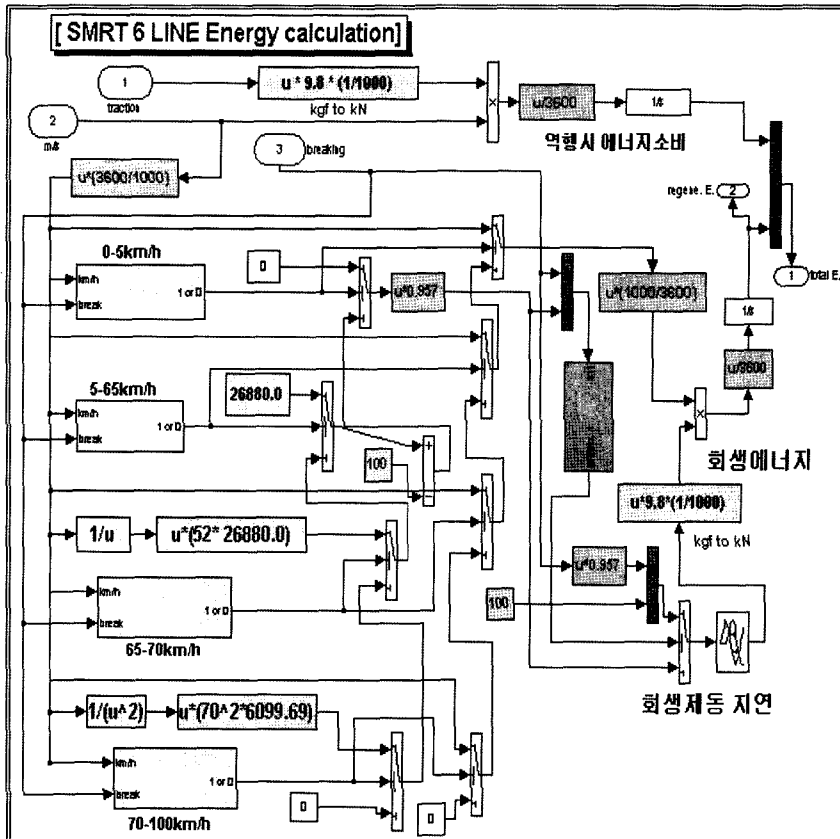 [ SMRT 6 LINE Energy calculation]
1
traction
u * 9.8 * (1/1000)
kgf to kN
×
u/3600
1/s
역행시 에너지소비
2
m/s
3
breaking
u*(3600/1000)
regene. E.
2
1
total E.
0-5km/h
km/h
break
1 or 0
0
u*0.957
u*(1000/3600)
1/s
u/3600
×
회생에너지
5-65km/h
km/h
break
1 or 0
26880.0
100
u*9.8*(1/1000)
kgf to kN
1/u
u*(52* 26880.0)
km/h
break
1 or 0
65-70km/h
u*0.957
100
회생제동 지연
1/(u^2)
u*(70^2*6099.69)
km/h
break
1 or 0
70-100km/h
0
0